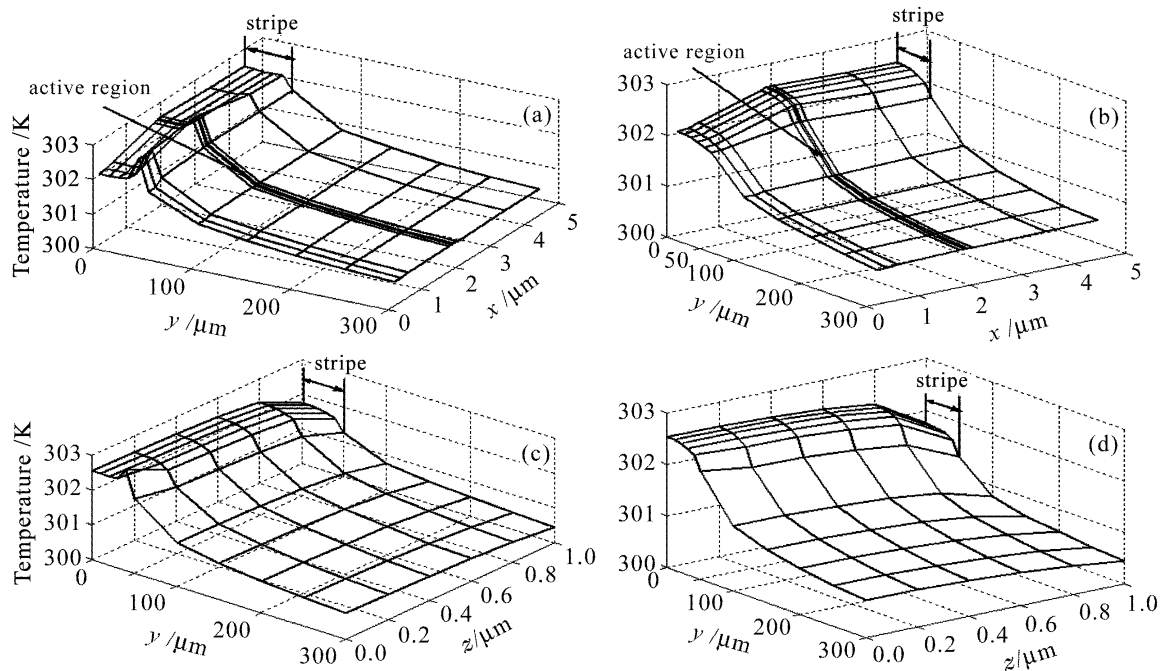 stripe
active region
(a)
Temperature /K
303
302
301
300
0
100
200
300
y /μm
0
1
2
3
4
5
x /μm
stripe
active region
(b)
303
302
301
300
0
50
100
200
300
y /μm
0
1
2
3
4
5
x /μm
stripe
(c)
Temperature /K
303
302
301
300
0
100
200
300
y /μm
0.0
0.2
0.4
0.6
0.8
1.0
z/μm
stripe
(d)
303
302
301
300
0
100
200
300
y /μm
0.0
0.2
0.4
0.6
0.8
1.0
z/μm